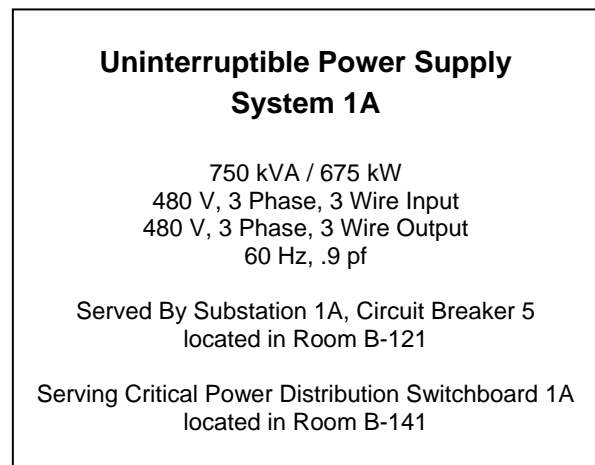 Uninterruptible Power Supply
System 1A
750 kVA / 675 kW
480 V, 3 Phase, 3 Wire Input
480 V, 3 Phase, 3 Wire Output
60 Hz, .9 pf
Served By Substation 1A, Circuit Breaker 5
located in Room B-121
Serving Critical Power Distribution Switchboard 1A
located in Room B-141